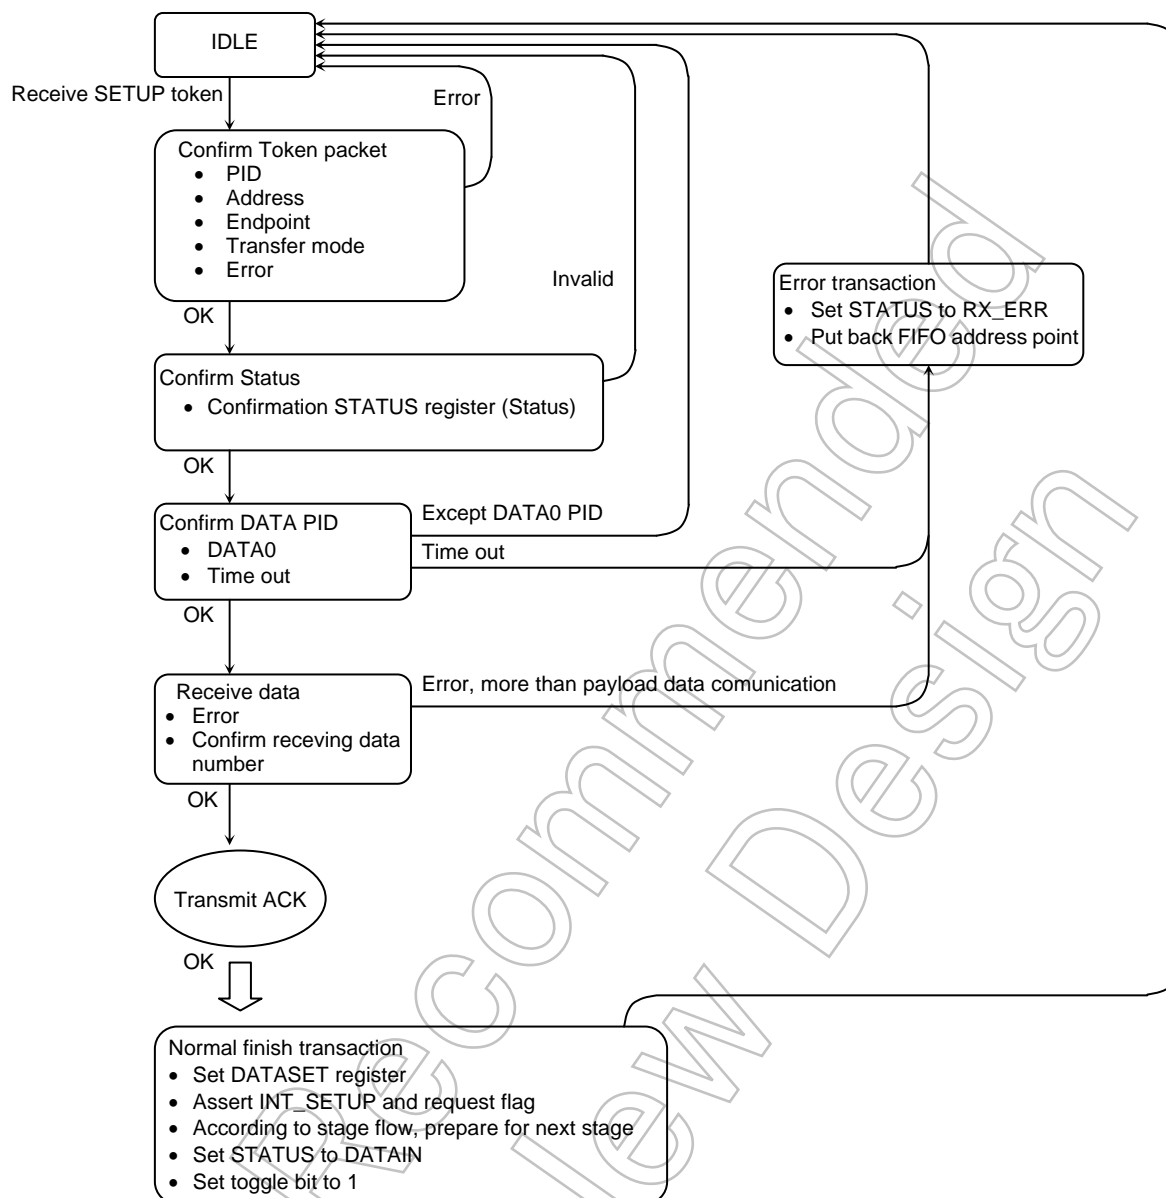 IDLE
Receive SETUP token
Error
Confirm Token packet
• PID
• Address
• Endpoint
• Transfer mode
• Error
Invalid
OK
Error transaction
• Set STATUS to RX_ERR
• Put back FIFO address point
Confirm Status
• Confirmation STATUS register (Status)
OK
Confirm DATA PID
• DATA0
• Time out
Except DATA0 PID
Time out
OK
Receive data
• Error
• Confirm receving data
number
Error, more than payload data comunication
OK
Transmit ACK
OK
Normal finish transaction
• Set DATASET register
• Assert INT_SETUP and request flag
• According to stage flow, prepare for next stage
• Set STATUS to DATAIN
• Set toggle bit to 1
Recommended
ew Design